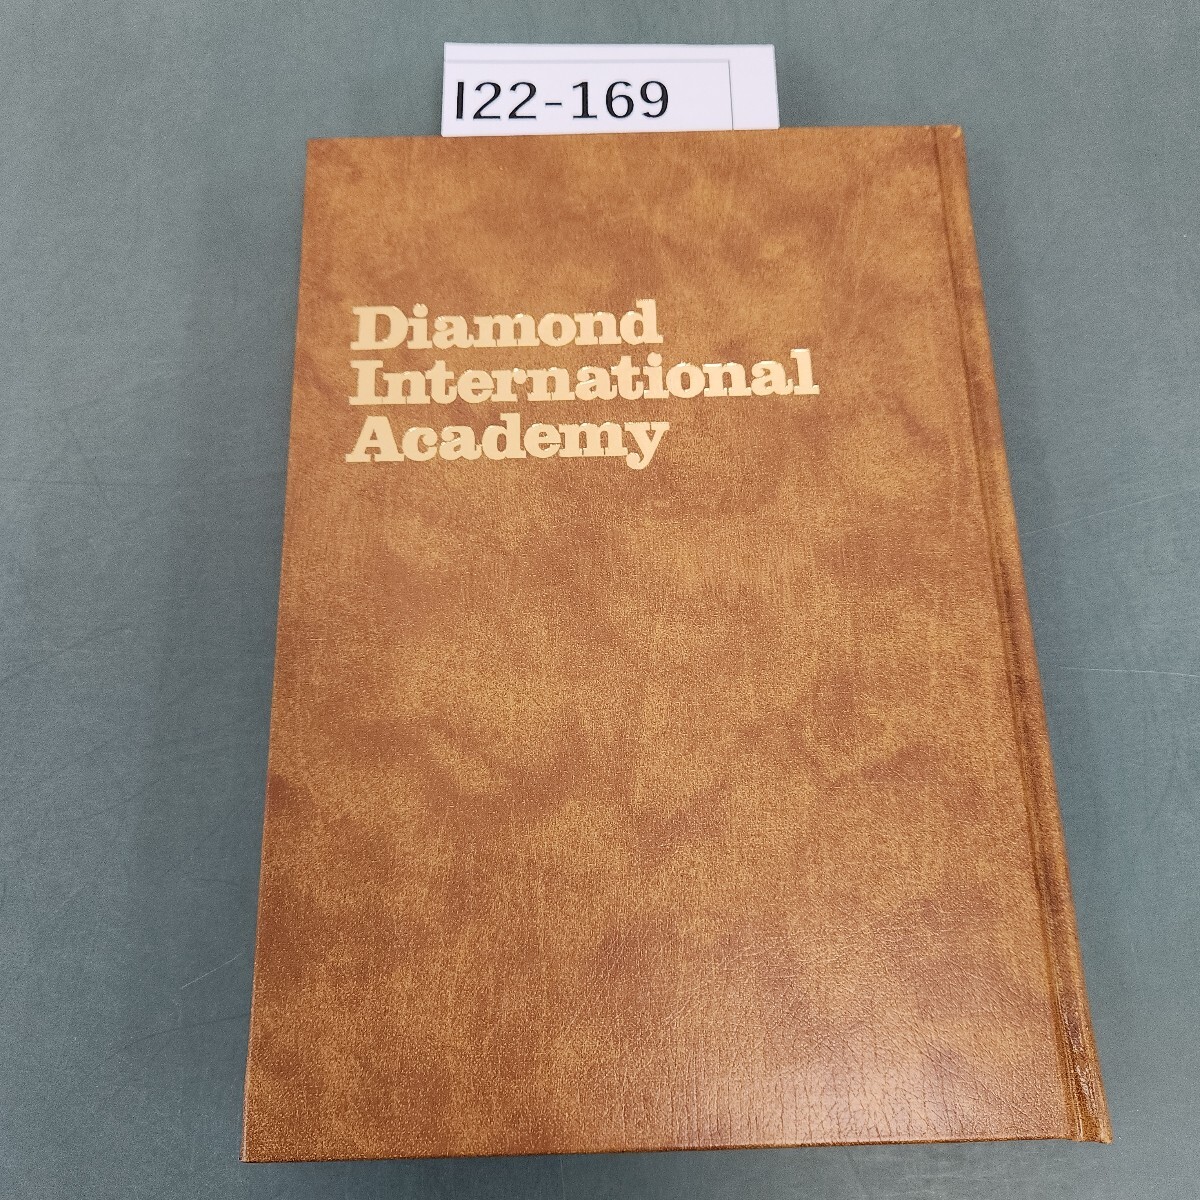 I22-169
Diamond
International
Academy